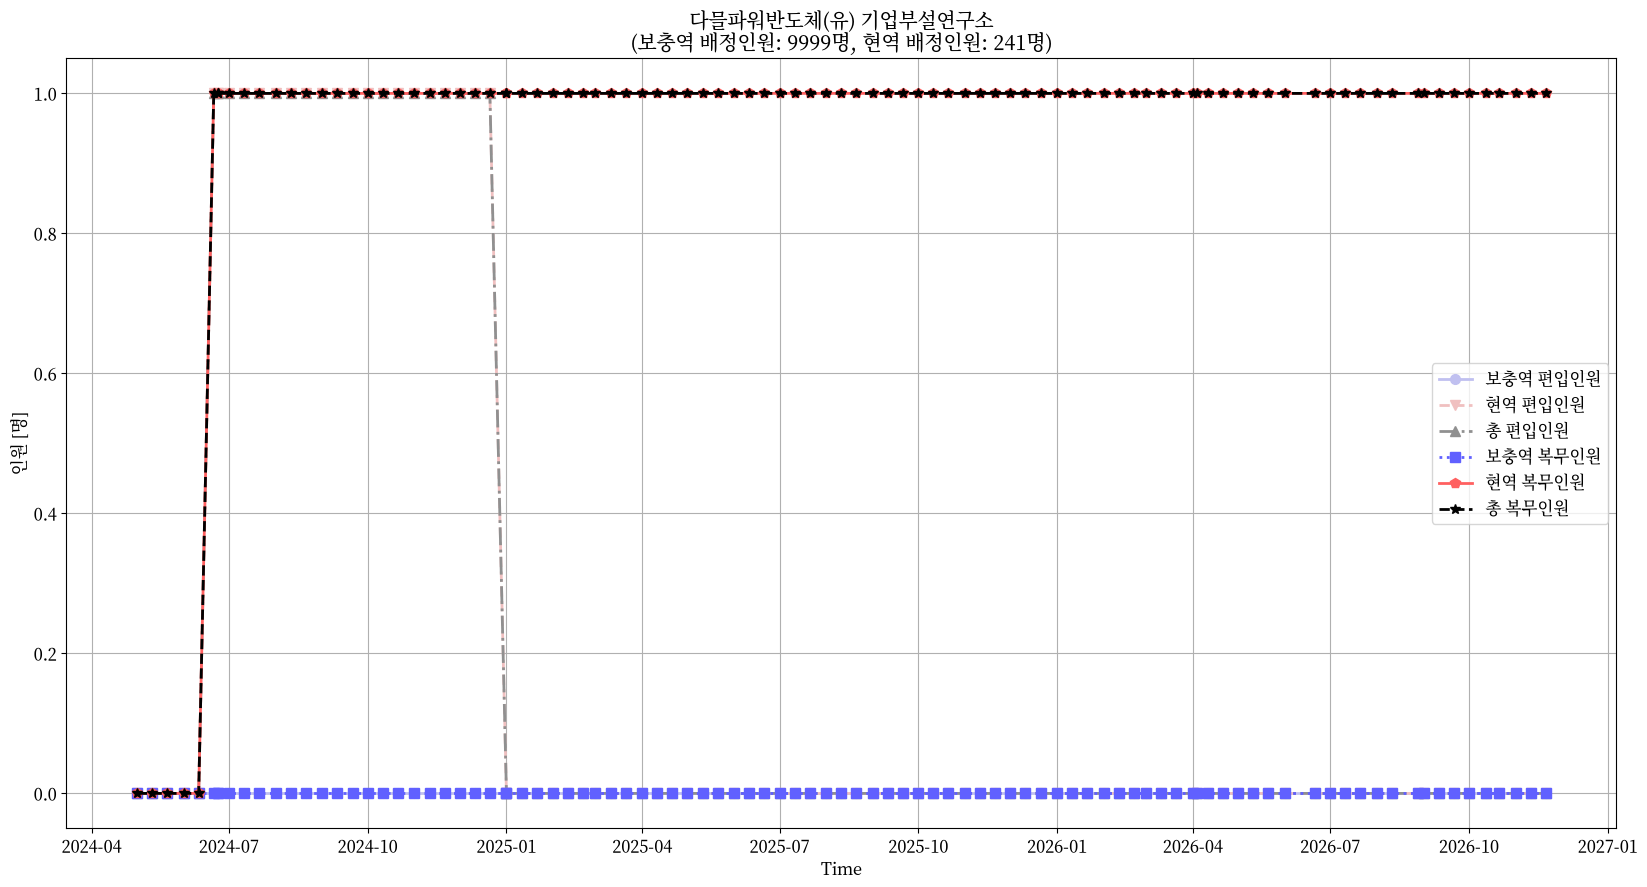 다믈파워반도체(유) 기업부설연구소
(보충역 배정인원: 9999명, 현역 배정인원: 241명)
인원 [명]
1.0
0.8
0.6
0.4
0.2
0.0
보충역 편입인원
현역 편입인원
총 편입인원
보충역 복무인원
현역 복무인원
총 복무인원
2024-04 2024-07 2024-10 2025-01 2025-04 2025-07 2025-10 2026-01 2026-04 2026-07 2026-10 2027-01
Time